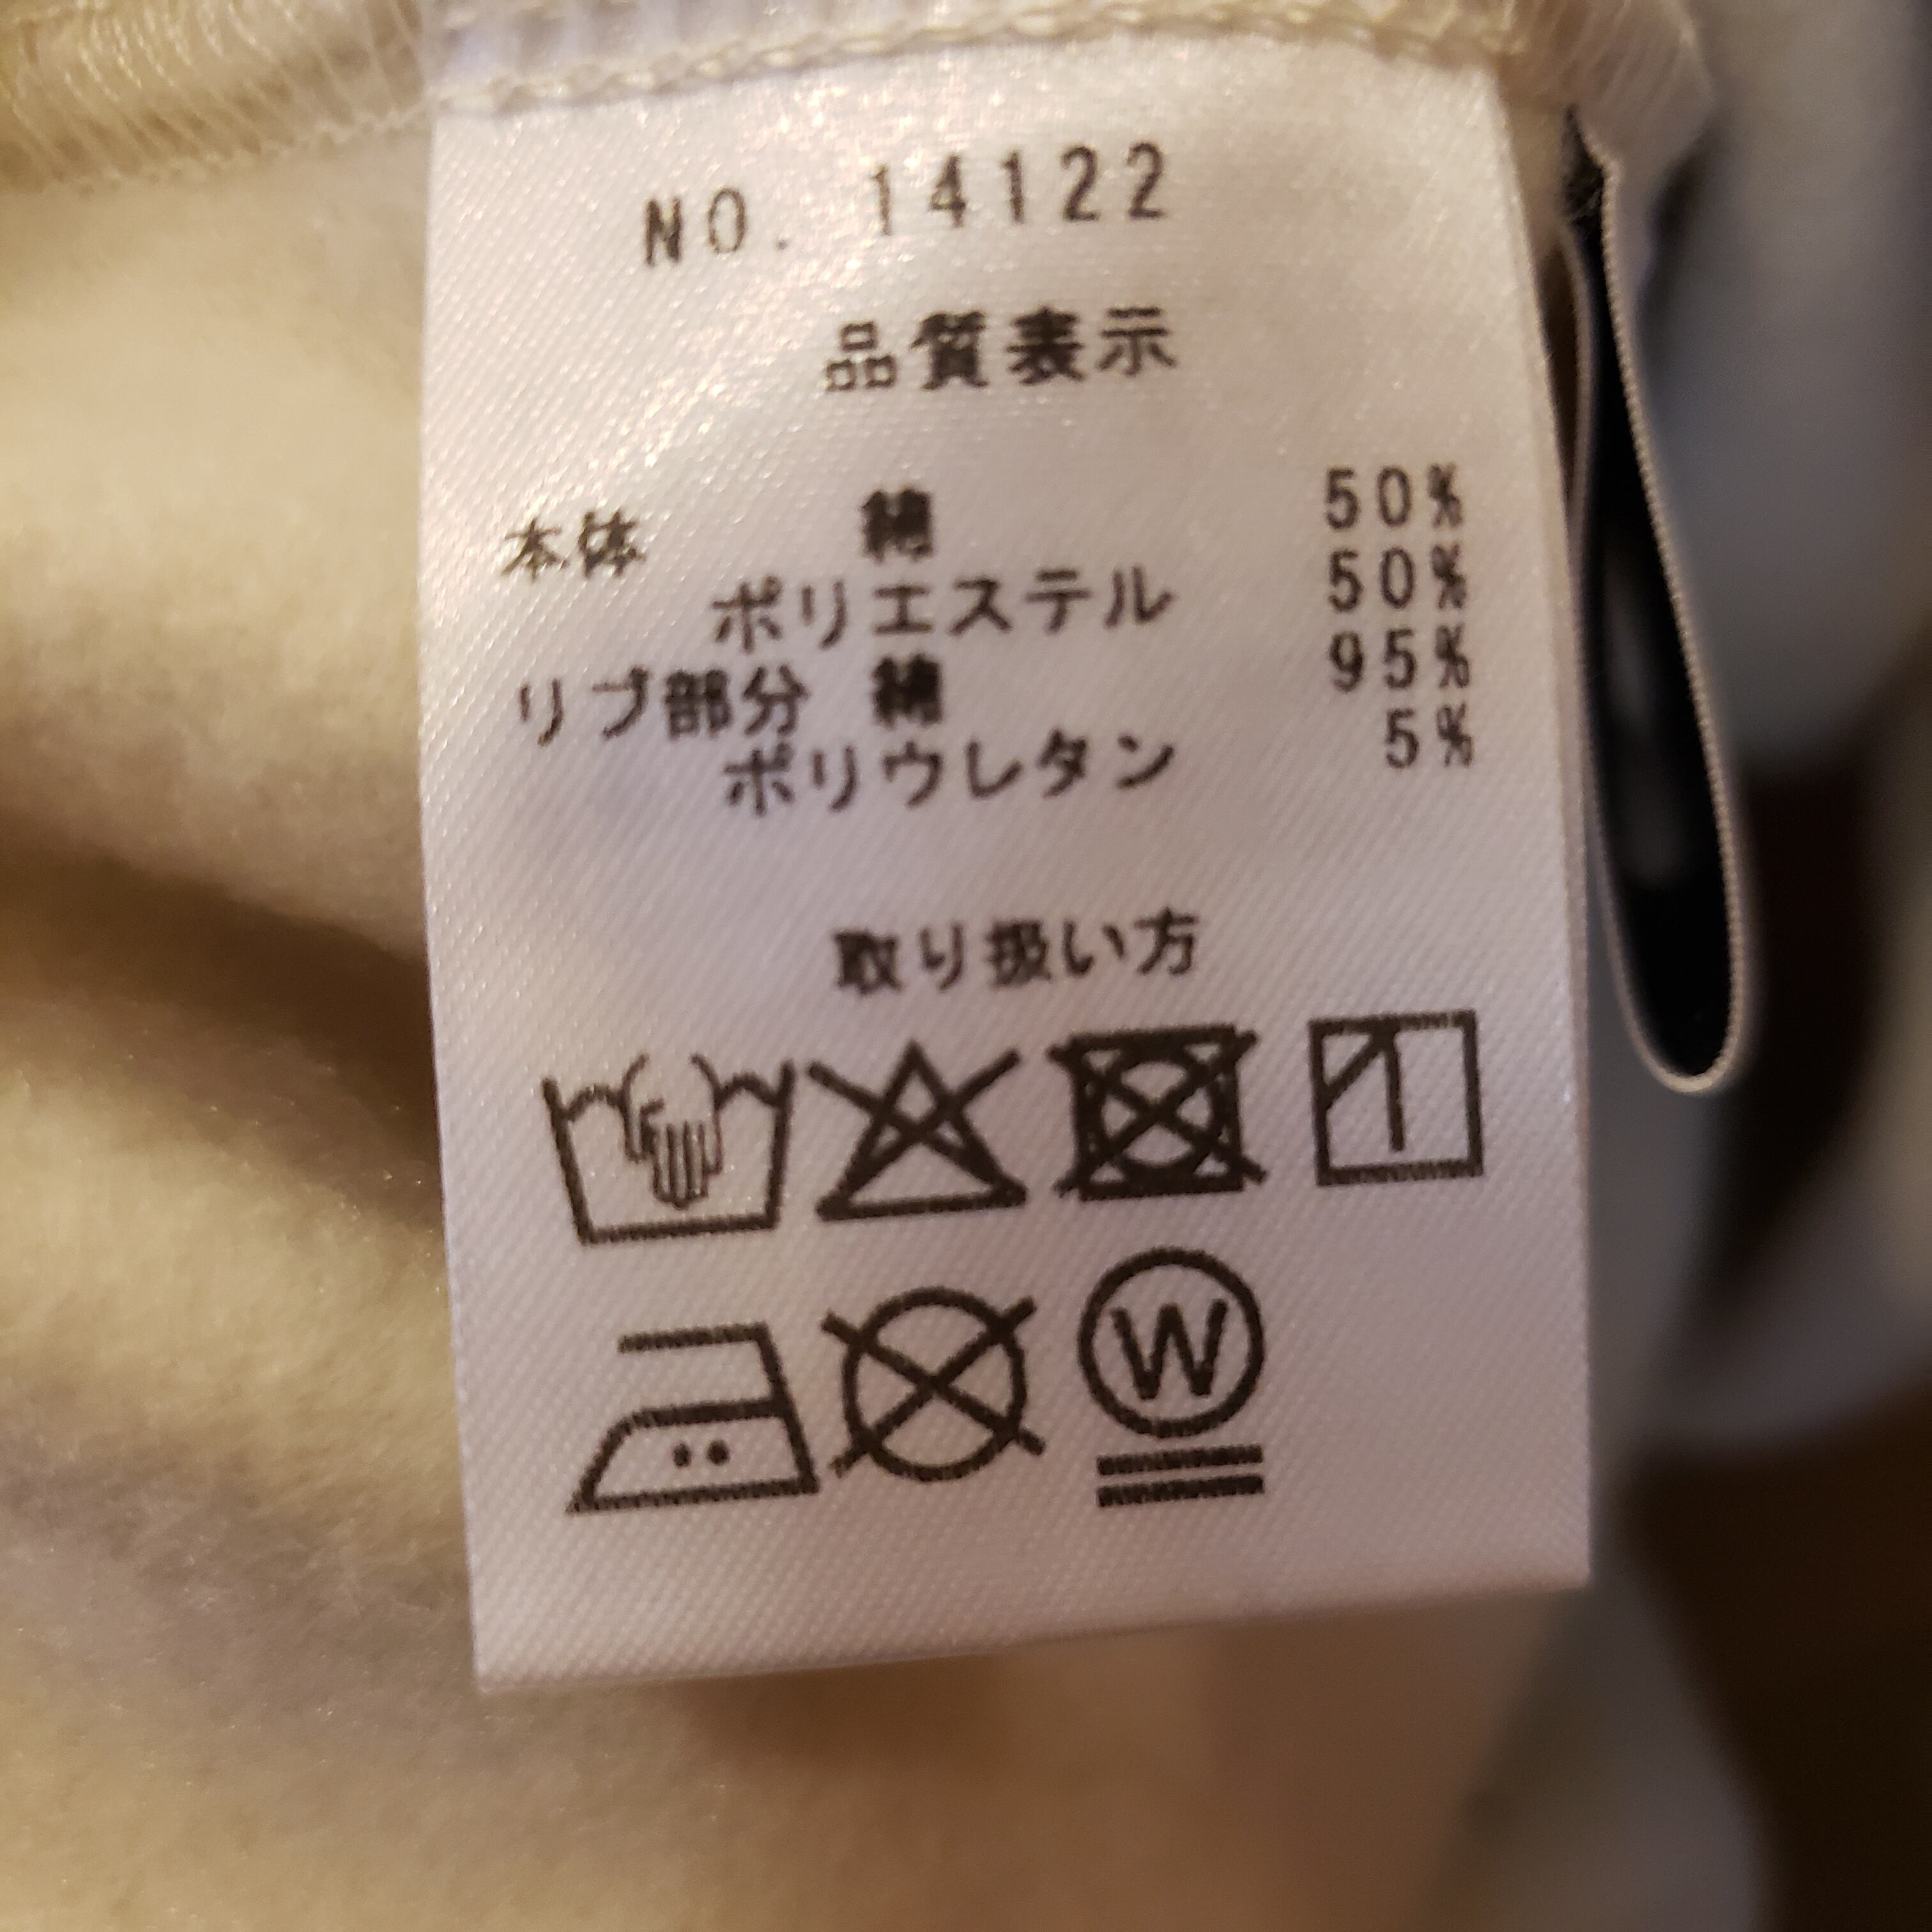 NO. 14122
品質表示
本体 綿 50%
ポリエステル 50%
リブ部分 綿 95%
ポリウレタン 5%
取り扱い方
W